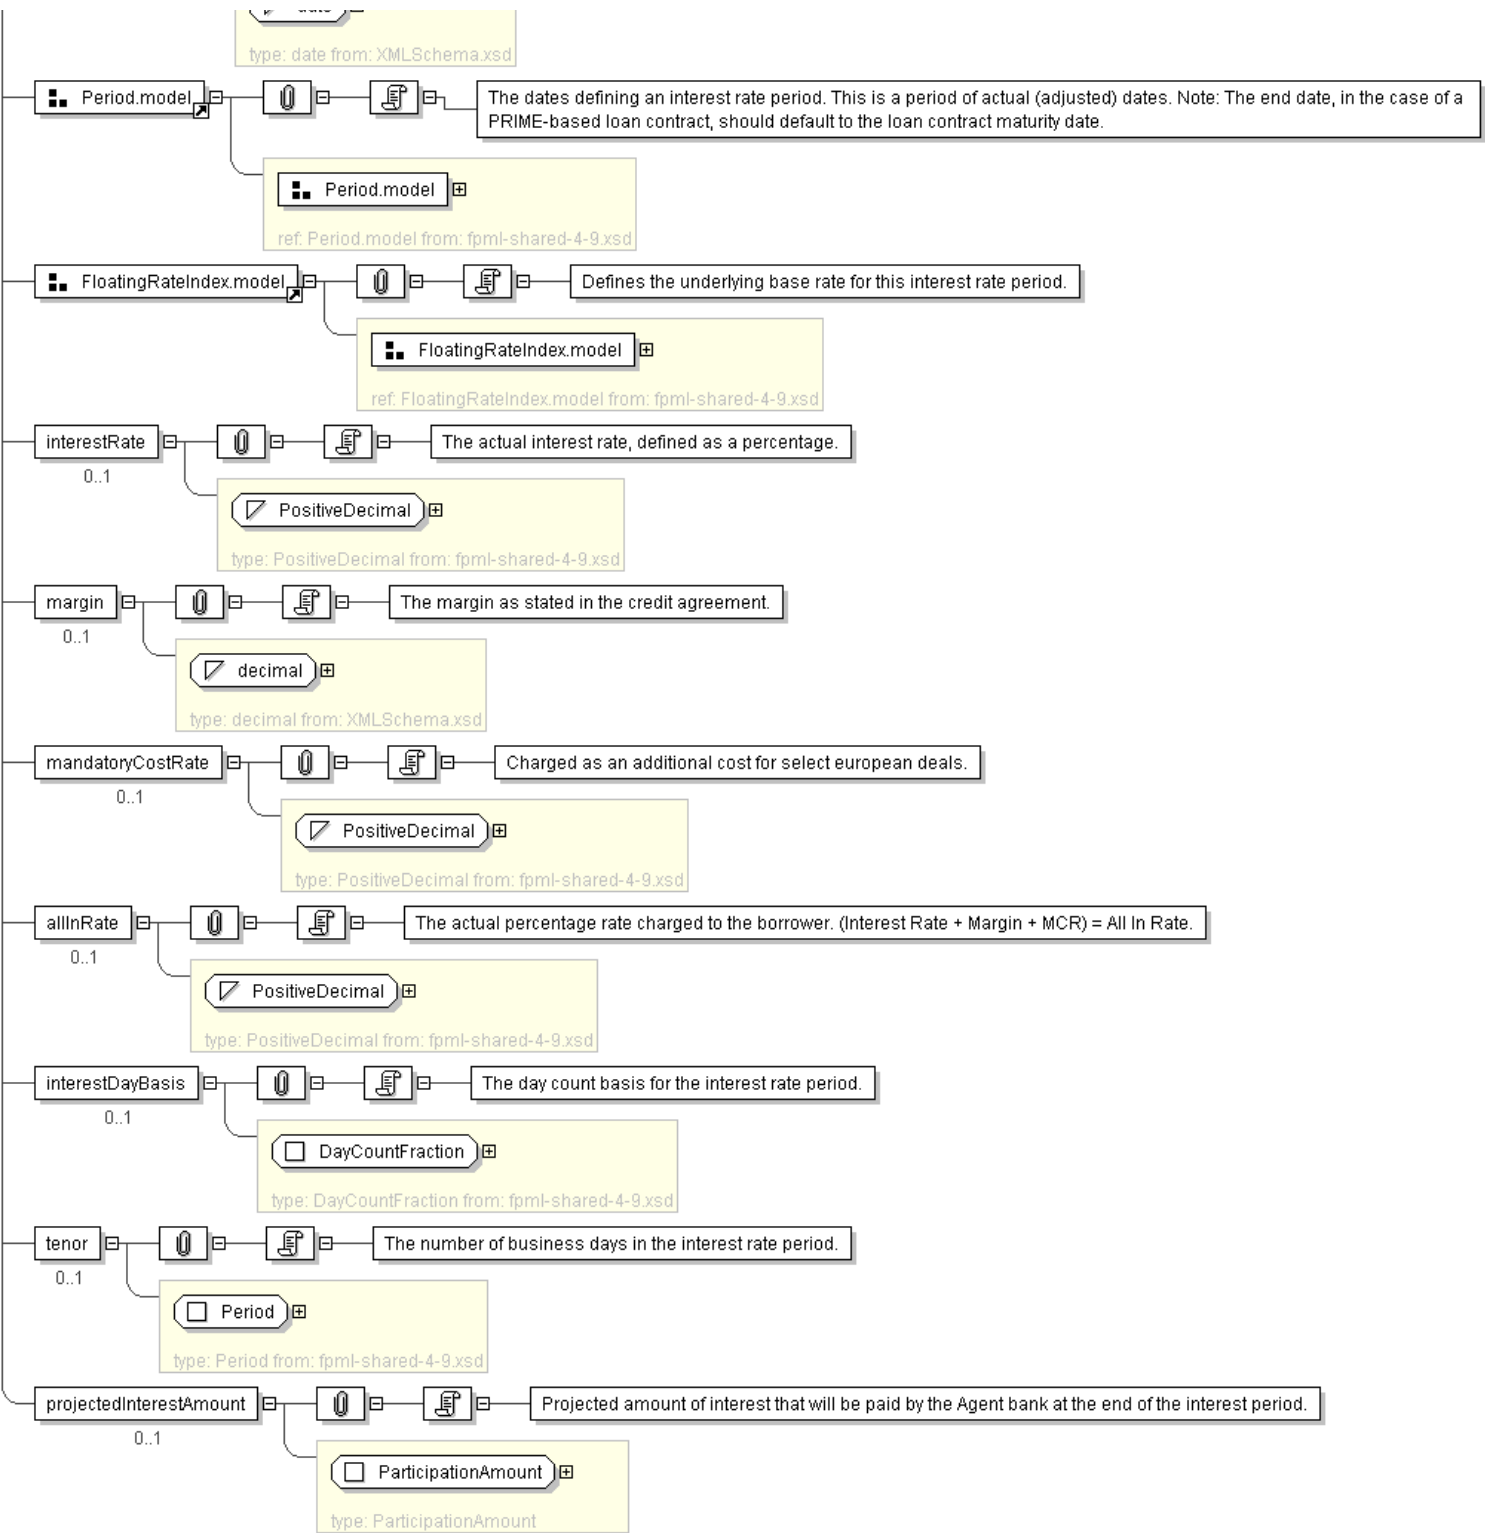 date
type: date from: XMLSchema.xsd
Period.model
The dates defining an interest rate period. This is a period of actual (adjusted) dates. Note: The end date, in the case of a
PRIME-based loan contract, should default to the loan contract maturity date.
Period.model
ref: Period.model from: fpml-shared-4-9.xsd
FloatingRateIndex.model
Defines the underlying base rate for this interest rate period.
FloatingRateIndex.model
ref: FloatingRateIndex.model from: fpml-shared-4-9.xsd
interestRate
The actual interest rate, defined as a percentage.
0..1
PositiveDecimal
type: PositiveDecimal from: fpml-shared-4-9.xsd
margin
The margin as stated in the credit agreement.
0..1
decimal
type: decimal from: XMLSchema.xsd
mandatoryCostRate
Charged as an additional cost for select european deals.
0..1
PositiveDecimal
type: PositiveDecimal from: fpml-shared-4-9.xsd
allInRate
The actual percentage rate charged to the borrower. (Interest Rate + Margin + MCR) = All In Rate.
0..1
PositiveDecimal
type: PositiveDecimal from: fpml-shared-4-9.xsd
interestDayBasis
The day count basis for the interest rate period.
0..1
DayCountFraction
type: DayCountFraction from: fpml-shared-4-9.xsd
tenor
The number of business days in the interest rate period.
0..1
Period
type: Period from: fpml-shared-4-9.xsd
projectedInterestAmount
Projected amount of interest that will be paid by the Agent bank at the end of the interest period.
0..1
ParticipationAmount
type: ParticipationAmount